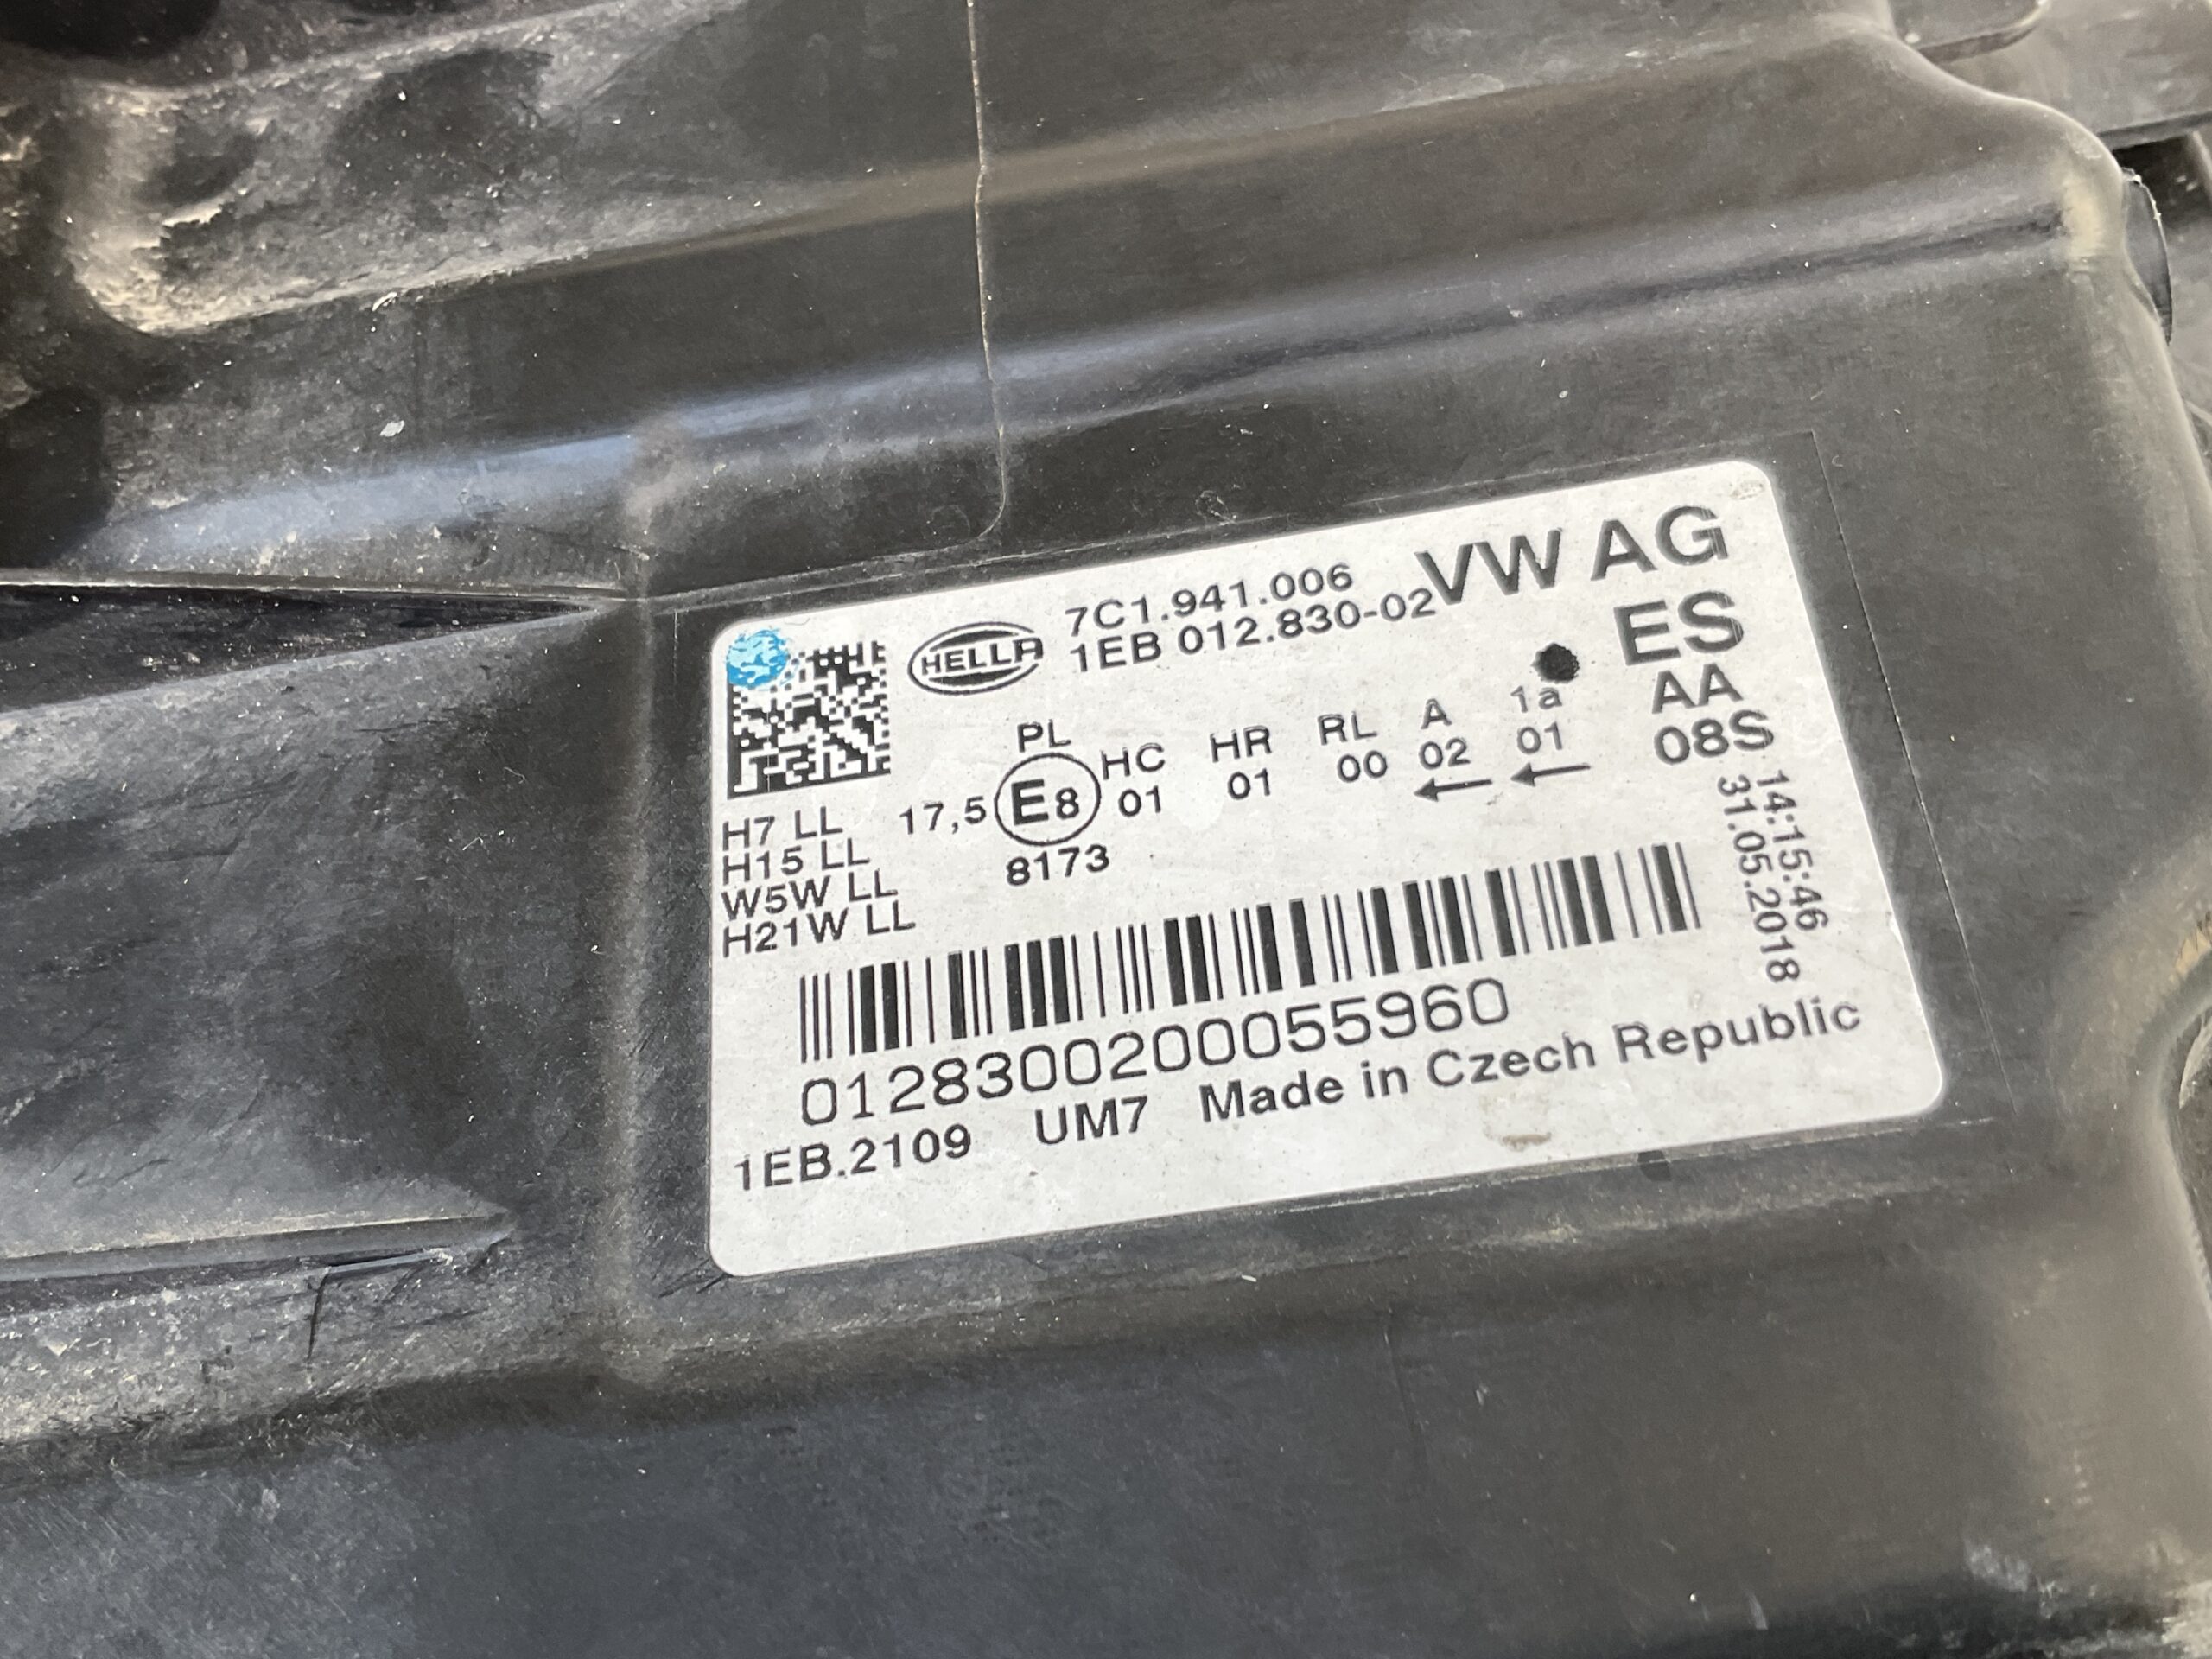 HELLA
7C1.941.006
1EB 012.830-02
VW AG
ES
AA
08S
PL
HC
HR
RL
A
1a
17,5
E8
01
01
00
02
01
8173
H7 LL
H15 LL
W5W LL
H21W LL
14:15:46
31.05.2018
0128300200055960
1EB.2109 UM7 Made in Czech Republic